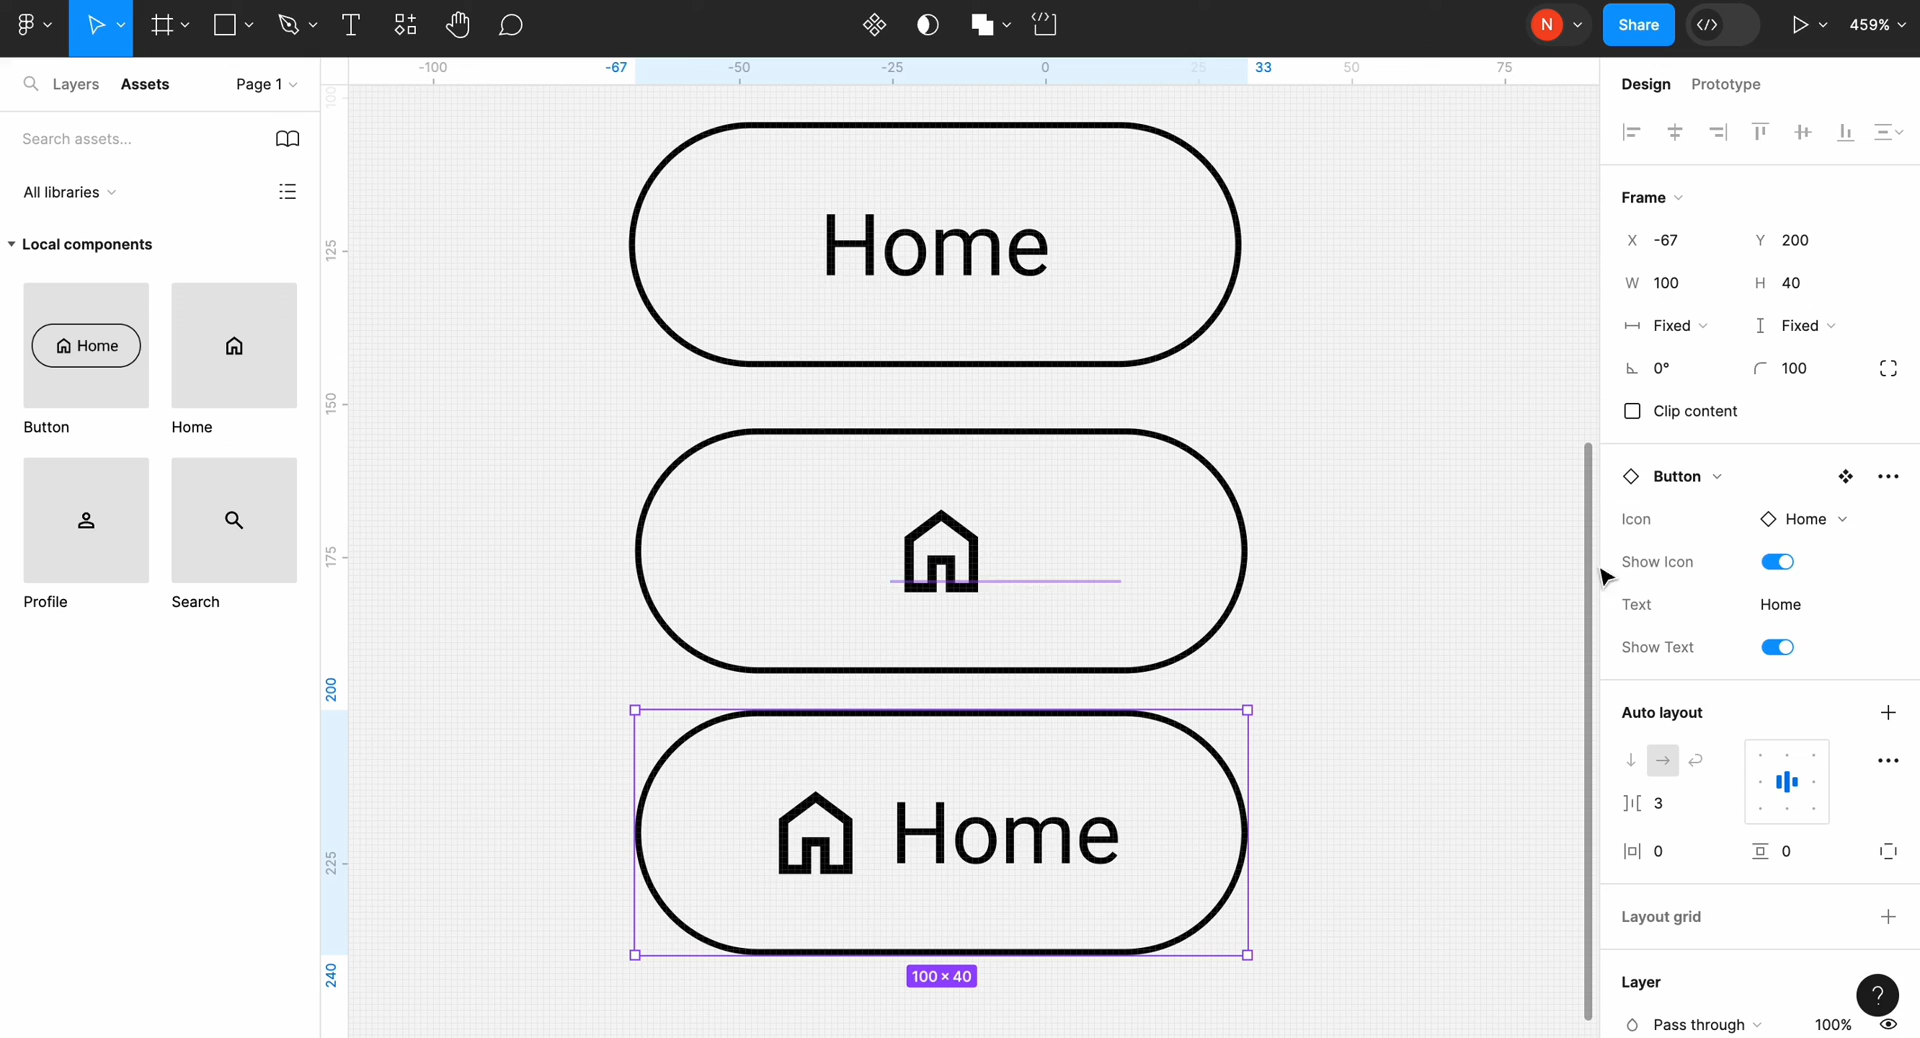 N
Share
459%
Layers
Assets
Page 1
-100
-67
-50
-25
0
25
33
50
75
Design
Prototype
Search assets...
All libraries
Local components
Home
Button
Home
Profile
Search
100
125
150
175
200
225
240
Home
Home
100 × 40
Frame
X -67
Y 200
W 100
H 40
Fixed
Fixed
0°
100
Clip content
Button
Icon
Home
Show Icon
Text
Home
Show Text
Auto layout
3
0
0
Layout grid
Layer
?
Pass through
100%